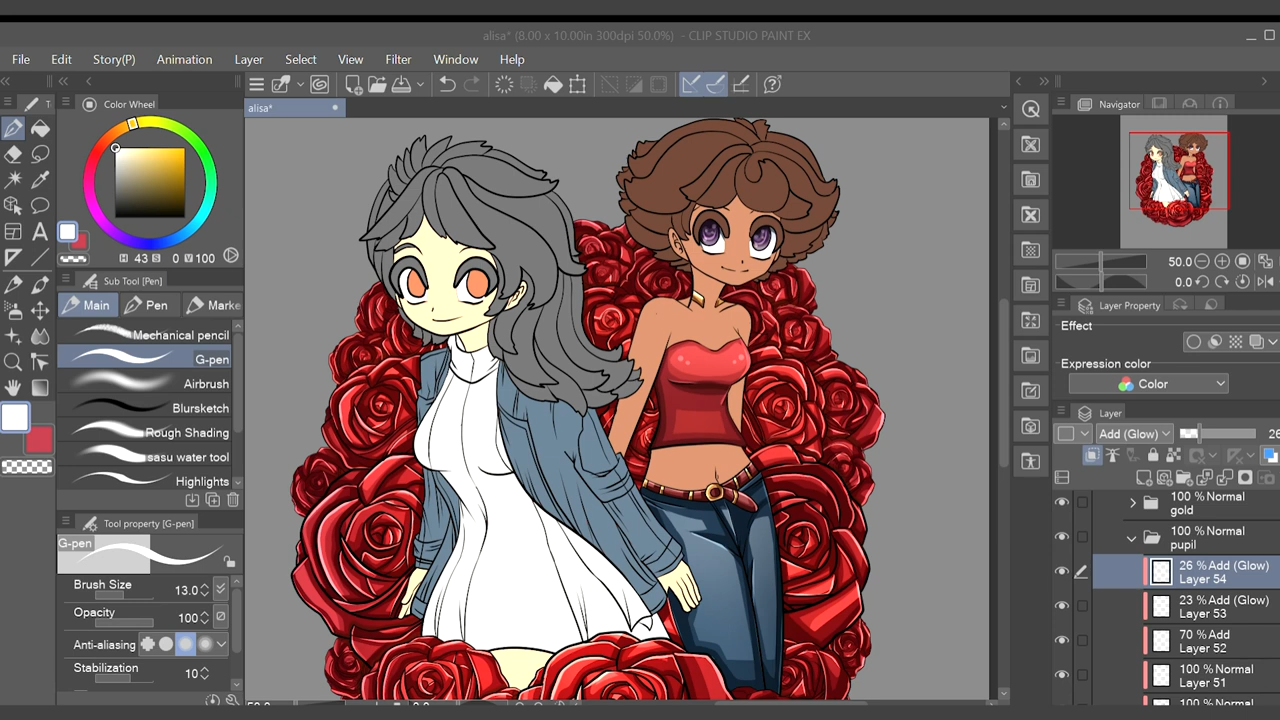 alisa* (8.00 x 10.00in 300dpi 50.0%) - CLIP STUDIO PAINT EX
File Edit Story(P) Animation Layer Select View Filter Window Help
Color Wheel
alisa*
Navigator
H 43 S 0 V 100
50.0
0.0
Sub Tool [Pen]
Main Pen Marke
Mechanical pencil
G-pen
Airbrush
Blursketch
Rough Shading
sasu water tool
Highlights
Tool property [G-pen]
G-pen
Brush Size 13.0
Opacity 100
Anti-aliasing
Stabilization 10
Layer Property
Effect
Expression color
Color
Layer
Add (Glow) 26
100 % Normal
gold
100 % Normal
pupil
26 % Add (Glow)
Layer 54
23 % Add (Glow)
Layer 53
70 % Add
Layer 52
100 % Normal
Layer 51